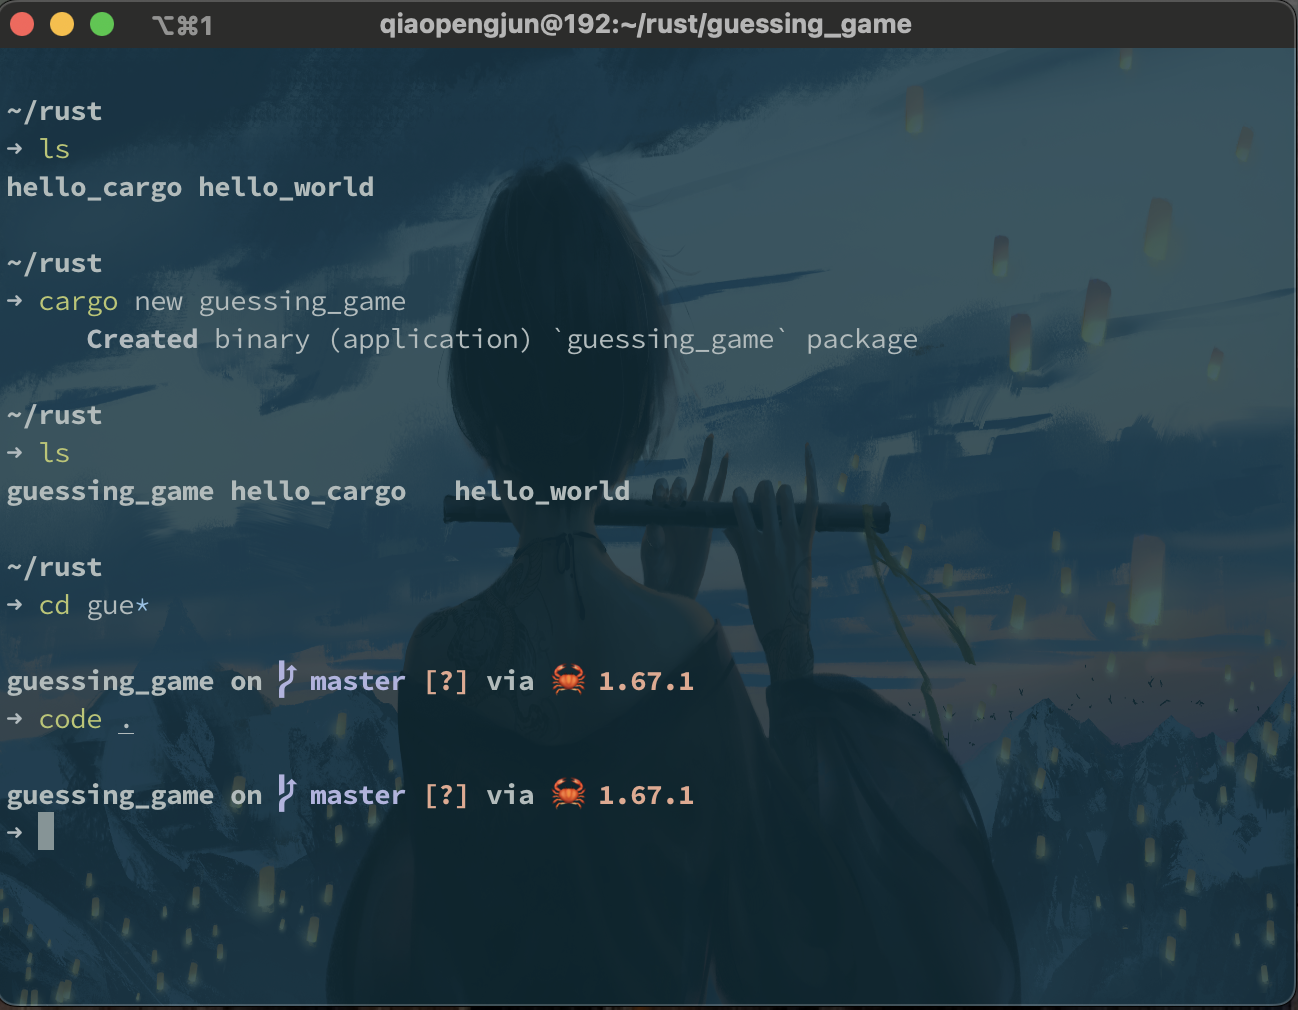 ⌥⌘1 qiaopengjun@192:~/rust/guessing_game
~/rust
→ ls
hello_cargo hello_world
~/rust
→ cargo new guessing_game
Created binary (application) `guessing_game` package
~/rust
→ ls
guessing_game hello_cargo hello_world
~/rust
→ cd gue*
guessing_game on master [?] via 🦀 1.67.1
→ code .
guessing_game on master [?] via 🦀 1.67.1
→